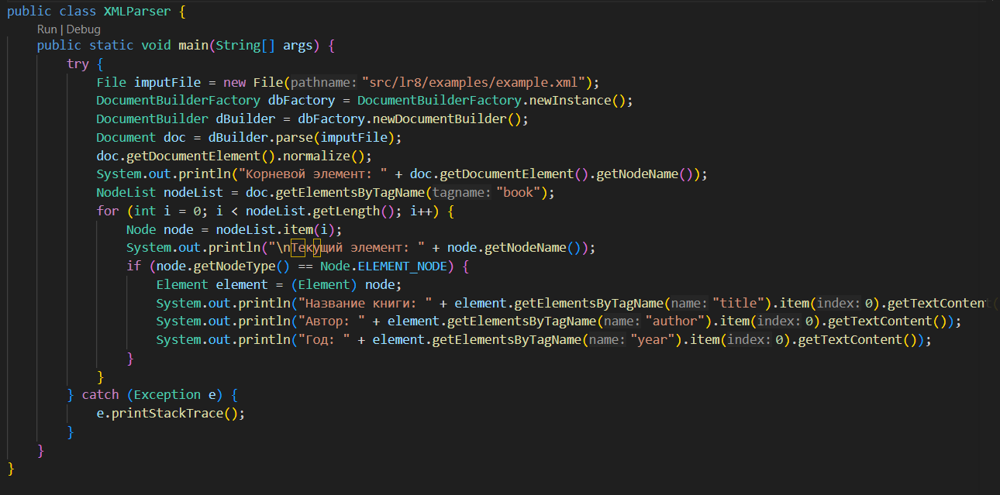 public class XMLParser {
Run | Debug
public static void main(String[] args) {
try {
File imputFile = new File(pathname: "src/lr8/examples/example.xml");
DocumentBuilderFactory dbFactory = DocumentBuilderFactory.newInstance();
DocumentBuilder dBuilder = dbFactory.newDocumentBuilder();
Document doc = dBuilder.parse(imputFile);
doc.getDocumentElement().normalize();
System.out.println("Корневой элемент: " + doc.getDocumentElement().getNodeName());
NodeList nodeList = doc.getElementsByTagName(tagname: "book");
for (int i = 0; i < nodeList.getLength(); i++) {
Node node = nodeList.item(i);
System.out.println("\nТекущий элемент: " + node.getNodeName());
if (node.getNodeType() == Node.ELEMENT_NODE) {
Element element = (Element) node;
System.out.println("Название книги: " + element.getElementsByTagName(name: "title").item(index: 0).getTextContent(
System.out.println("Автор: " + element.getElementsByTagName(name: "author").item(index: 0).getTextContent());
System.out.println("Год: " + element.getElementsByTagName(name: "year").item(index: 0).getTextContent());
}
}
} catch (Exception e) {
e.printStackTrace();
}
}
}